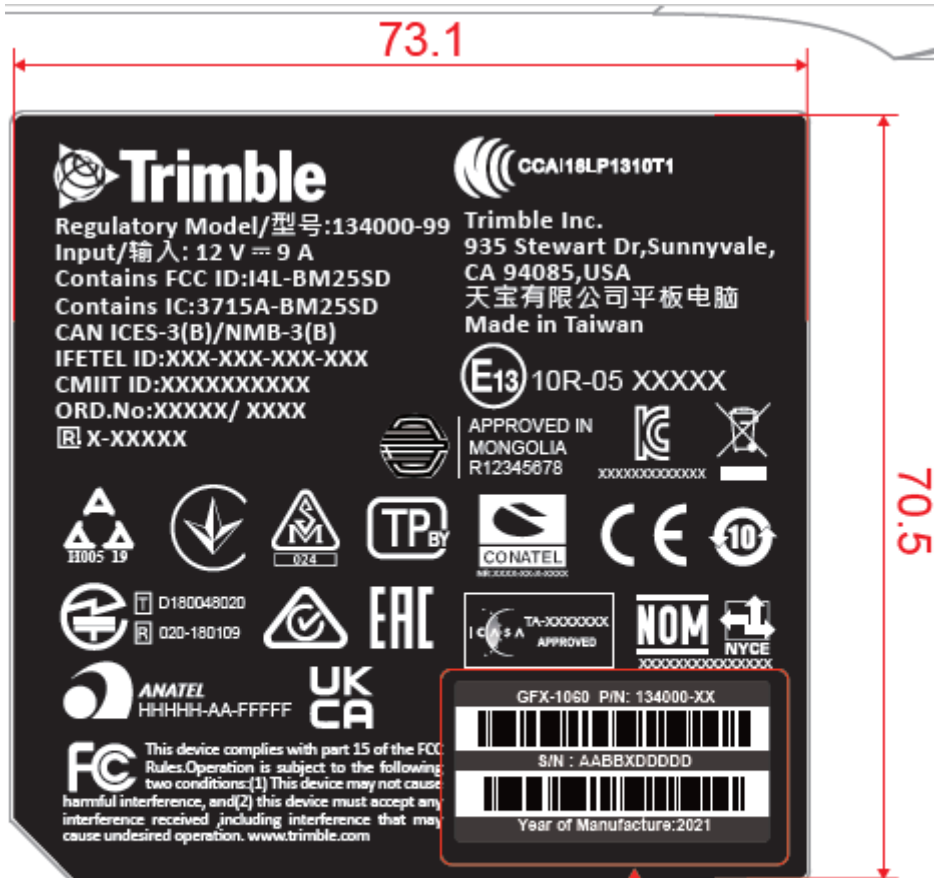 73.1
Trimble
Regulatory Model/型号:134000-99
Input/输入: 12 V ⎓ 9 A
Contains FCC ID:I4L-BM25SD
Contains IC:3715A-BM25SD
CAN ICES-3(B)/NMB-3(B)
IFETEL ID:XXX-XXX-XXX-XXX
CMIIT ID:XXXXXXXXXX
ORD.No:XXXXX/ XXXX
R X-XXXXX
CCAI18LP1310T1
Trimble Inc.
935 Stewart Dr,Sunnyvale,
CA 94085,USA
天宝有限公司平板电脑
Made in Taiwan
E13 10R-05 XXXXX
APPROVED IN
MONGOLIA
R12345678
KC
XXXXXXXXXXXXX
70.5
A
H005 19
SM
024
TP BY
CONATEL
CE
10
T D180048020
R 020-180109
EAC
ICASA
TA-XXXXXXX
APPROVED
NOM
NYCE
XXXXXXXXXXXXXXX
ANATEL
HHHHH-AA-FFFFF
UK
CA
FC
This device complies with part 15 of the FCC
Rules.Operation is subject to the following
two conditions:(1) This device may not cause
harmful interference, and(2) this device must accept any
interference received ,including interference that may
cause undesired operation. www.trimble.com
GFX-1060 P/N: 134000-XX
S/N : AABBXDDDDD
Year of Manufacture:2021